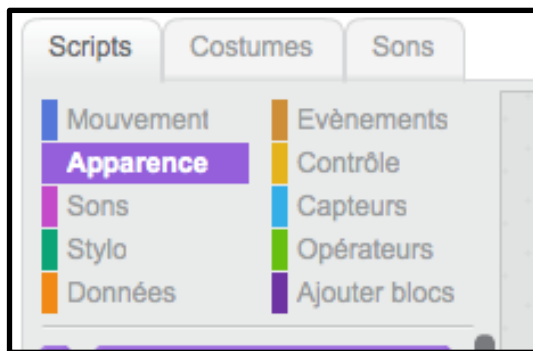 Scripts Costumes Sons
Mouvement Evènements
Apparence Contrôle
Sons Capteurs
Stylo Opérateurs
Données Ajouter blocs